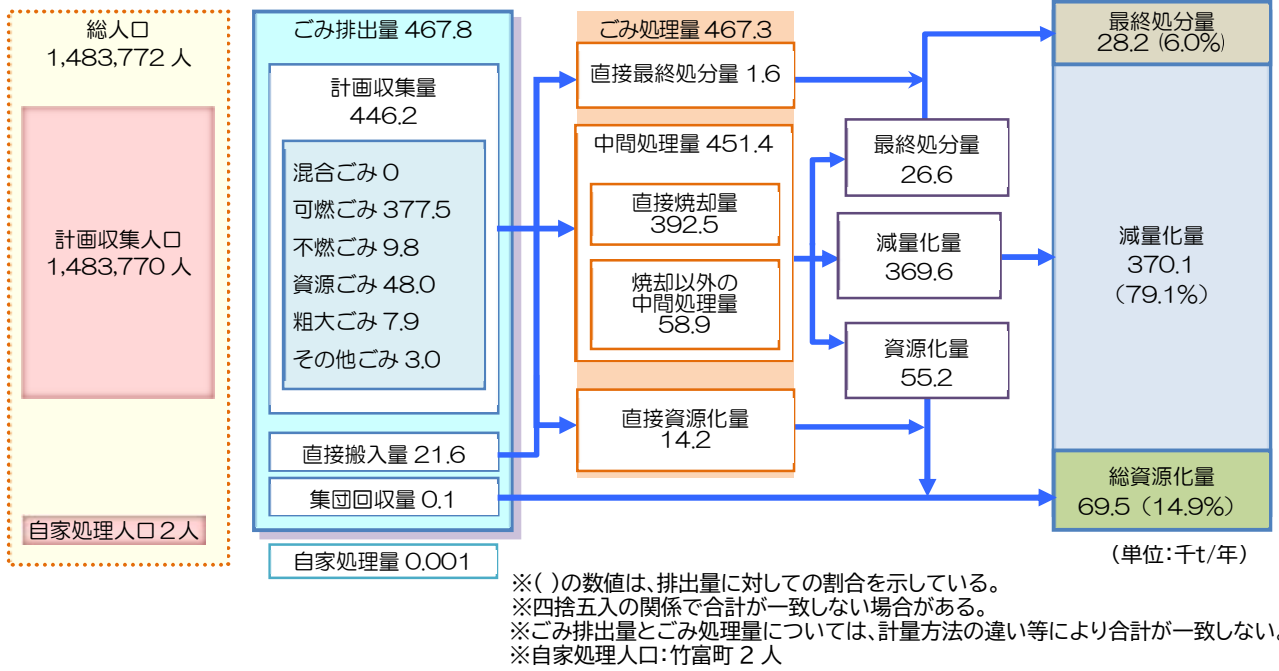 総人口
1,483,772 人
計画収集人口
1,483,770 人
自家処理人口 2 人
ごみ排出量 467.8
計画収集量
446.2
混合ごみ 0
可燃ごみ 377.5
不燃ごみ 9.8
資源ごみ 48.0
粗大ごみ 7.9
その他ごみ 3.0
直接搬入量 21.6
集団回収量 0.1
自家処理量 0.001
ごみ処理量 467.3
直接最終処分量 1.6
中間処理量 451.4
直接焼却量
392.5
焼却以外の
中間処理量
58.9
直接資源化量
14.2
最終処分量
26.6
減量化量
369.6
資源化量
55.2
最終処分量
28.2 (6.0%)
減量化量
370.1
(79.1%)
総資源化量
69.5 (14.9%)
(単位:千t/年)
※( )の数値は、排出量に対しての割合を示している。
※四捨五入の関係で合計が一致しない場合がある。
※ごみ排出量とごみ処理量については、計量方法の違い等により合計が一致しない。
※自家処理人口:竹富町 2 人